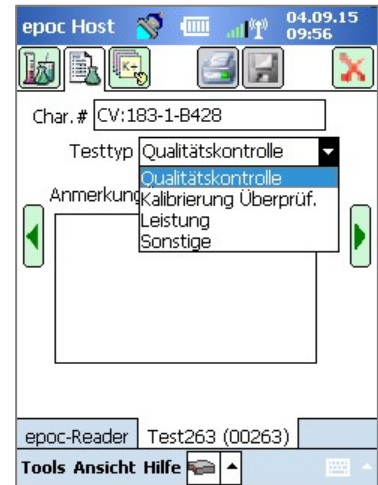 epoc Host 04.09.15
09:56
K+
Char. # CV:183-1-B428
Testtyp Qualitätskontrolle
Qualitätskontrolle
Kalibrierung Überprüf.
Leistung
Sonstige
Anmerkung
epoc-Reader Test263 (00263)
Tools Ansicht Hilfe